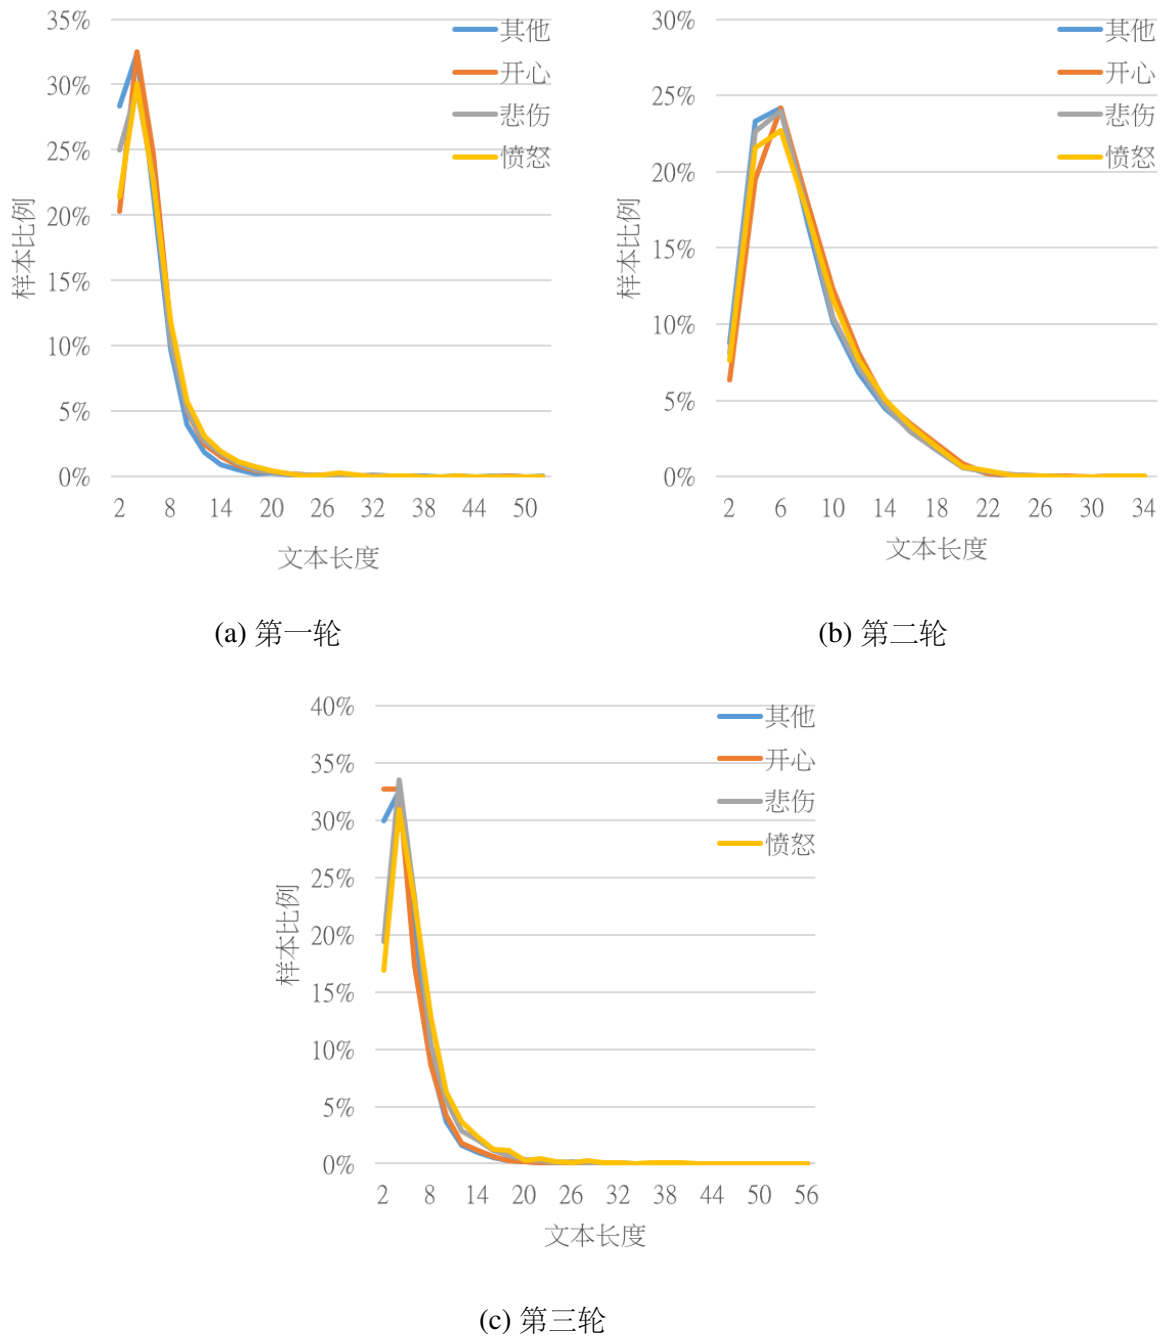 35%
30%
25%
20%
15%
10%
5%
0%
样本比例
其他
开心
悲伤
愤怒
2 8 14 20 26 32 38 44 50
文本长度
(a) 第一轮
30%
25%
20%
15%
10%
5%
0%
样本比例
其他
开心
悲伤
愤怒
2 6 10 14 18 22 26 30 34
文本长度
(b) 第二轮
40%
35%
30%
25%
20%
15%
10%
5%
0%
样本比例
其他
开心
悲伤
愤怒
2 8 14 20 26 32 38 44 50 56
文本长度
(c) 第三轮